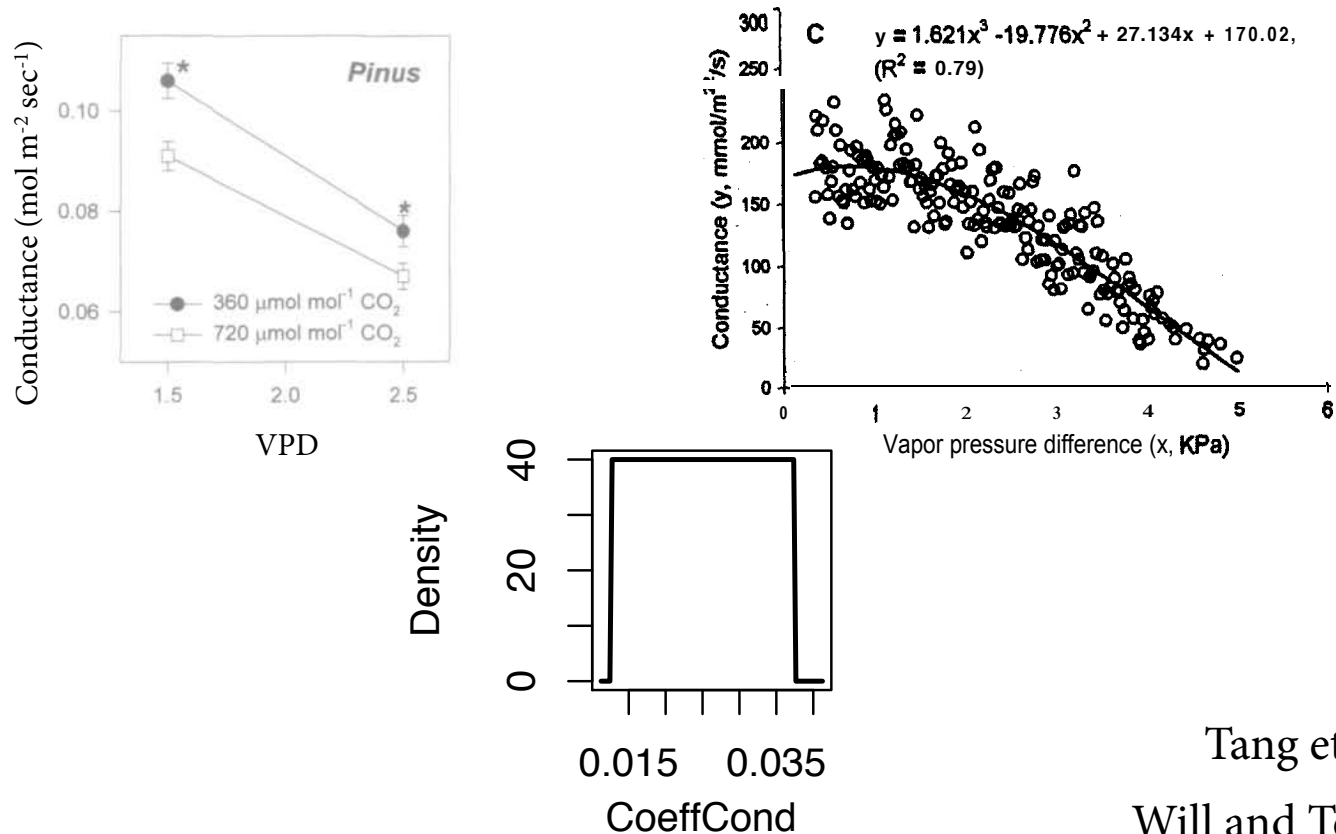 Conductance (mol m⁻² sec⁻¹)
0.10
0.08
0.06
Pinus
*
*
360 μmol mol⁻¹ CO₂
720 μmol mol⁻¹ CO₂
1.5
2.0
2.5
VPD
C
y = 1.621x³ -19.776x² + 27.134x + 170.02,
(R² = 0.79)
Conductance (y, mmol/m²/s)
300
250
200
150
100
50
0
0
1
2
3
4
5
6
Vapor pressure difference (x, KPa)
Density
40
20
0
0.015
0.035
CoeffCond
Tang et
Will and